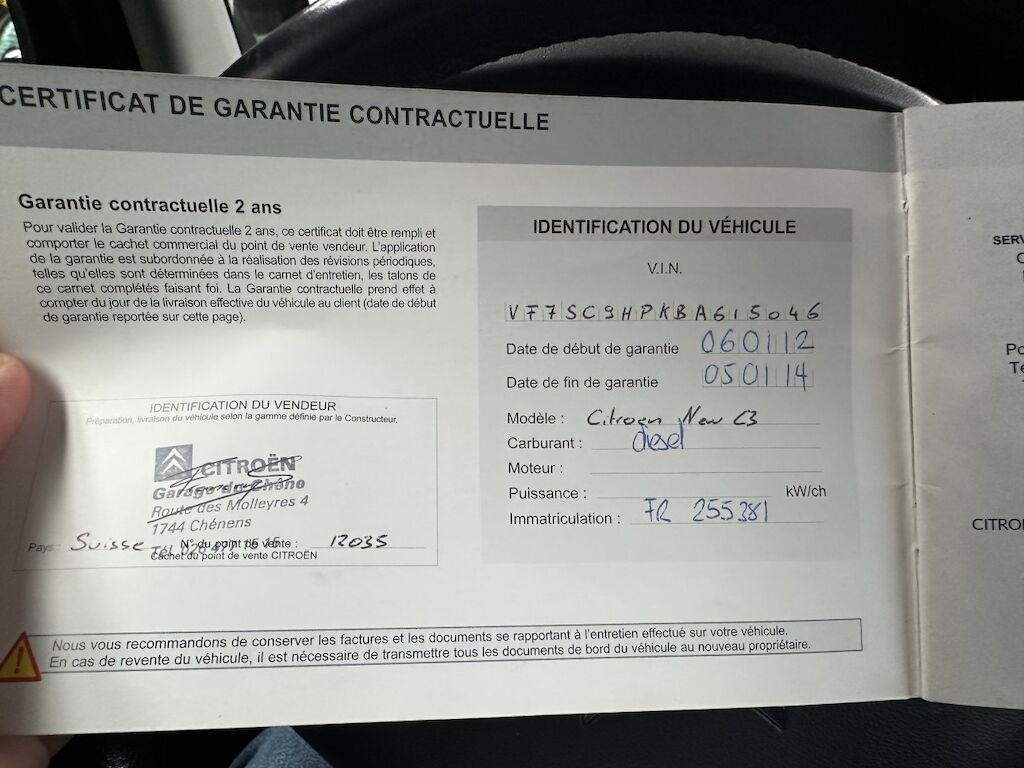 CERTIFICAT DE GARANTIE CONTRACTUELLE
Garantie contractuelle 2 ans
Pour valider la Garantie contractuelle 2 ans, ce certificat doit être rempli et
comporter le cachet commercial du point de vente vendeur. L'application
de la garantie est subordonnée à la réalisation des révisions périodiques,
telles qu'elles sont déterminées dans le carnet d'entretien, les talons de
ce carnet complétés faisant foi. La Garantie contractuelle prend effet à
compter du jour de la livraison effective du véhicule au client (date de début
de garantie reportée sur cette page).
IDENTIFICATION DU VENDEUR
Préparation, livraison du véhicule selon la gamme définie par le Constructeur.
CITROËN
Garage du Chêne
Route des Molleyres 4
1744 Chénens
Pays : Suisse N° du point de vente : 12035
Cachet du point de vente CITROËN
IDENTIFICATION DU VÉHICULE
V.I.N.
VF7SC9HPKBA615046
Date de début de garantie 060112
Date de fin de garantie 050114
Modèle : Citroën New C3
Carburant : diesel
Moteur :
Puissance : kW/ch
Immatriculation : FR 255381
Nous vous recommandons de conserver les factures et les documents se rapportant à l'entretien effectué sur votre véhicule.
En cas de revente du véhicule, il est nécessaire de transmettre tous les documents de bord du véhicule au nouveau propriétaire.